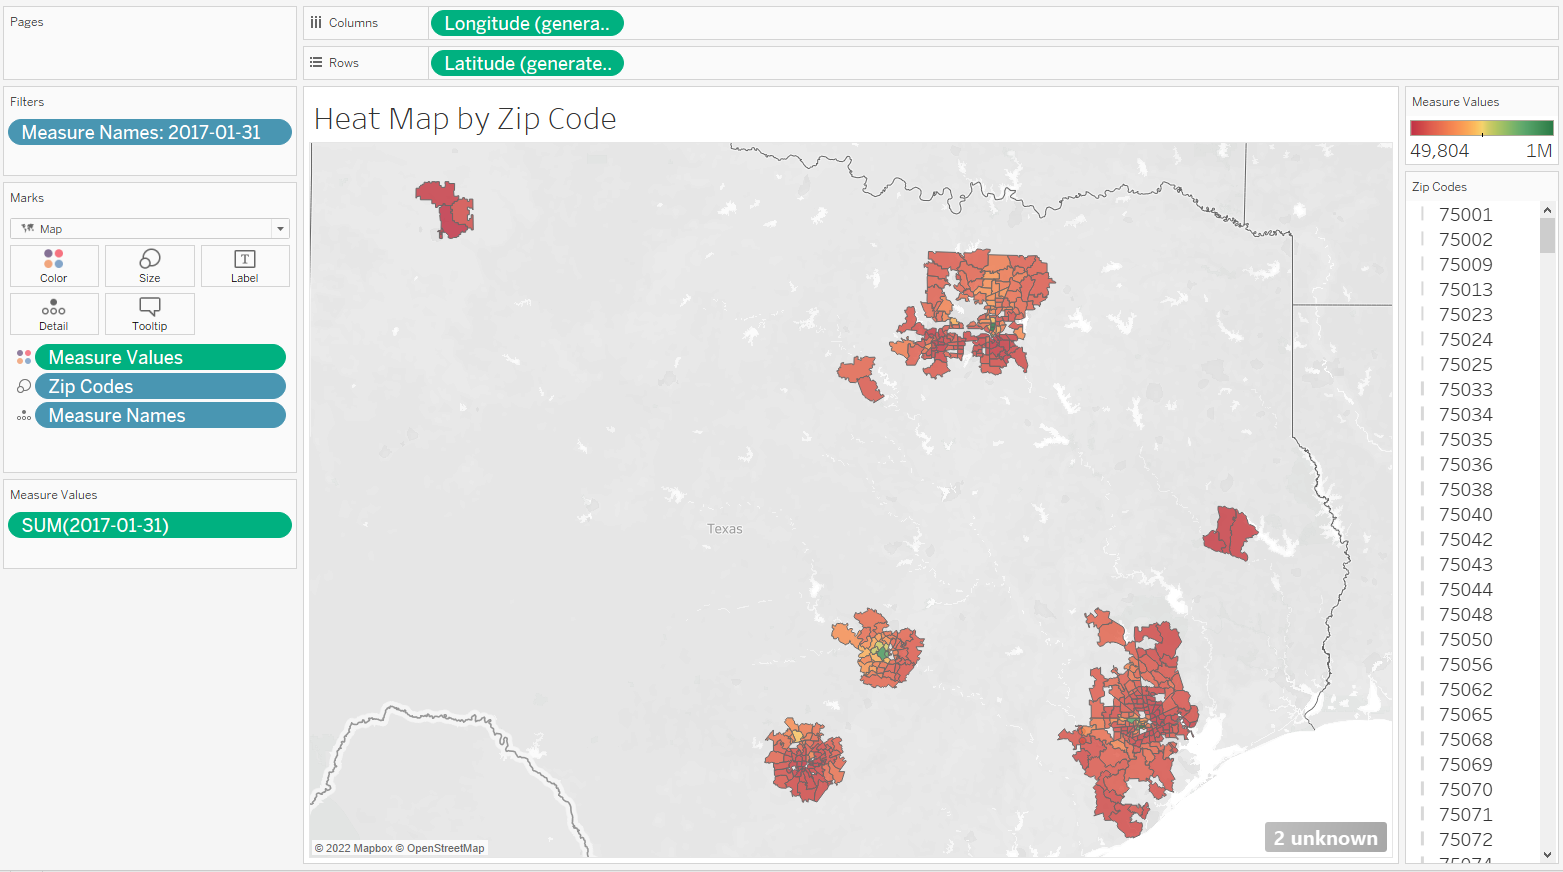 Pages
Columns
Longitude (genera..
Rows
Latitude (generate..
Filters
Measure Names: 2017-01-31
Marks
Map
Color
Size
Label
Detail
Tooltip
Measure Values
Zip Codes
Measure Names
Measure Values
SUM(2017-01-31)
Heat Map by Zip Code
Texas
© 2022 Mapbox © OpenStreetMap
2 unknown
Measure Values
49,804 1M
Zip Codes
75001
75002
75009
75013
75023
75024
75025
75033
75034
75035
75036
75038
75040
75042
75043
75044
75048
75050
75056
75062
75065
75068
75069
75070
75071
75072
75074